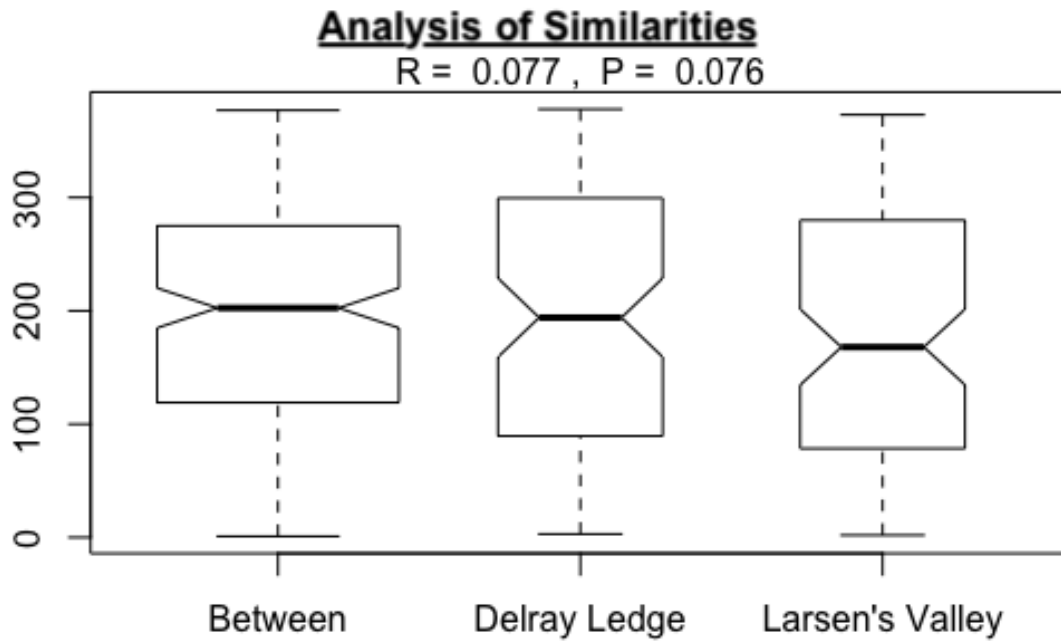 Analysis of Similarities
R = 0.077 , P = 0.076
300
200
100
0
Between Delray Ledge Larsen's Valley